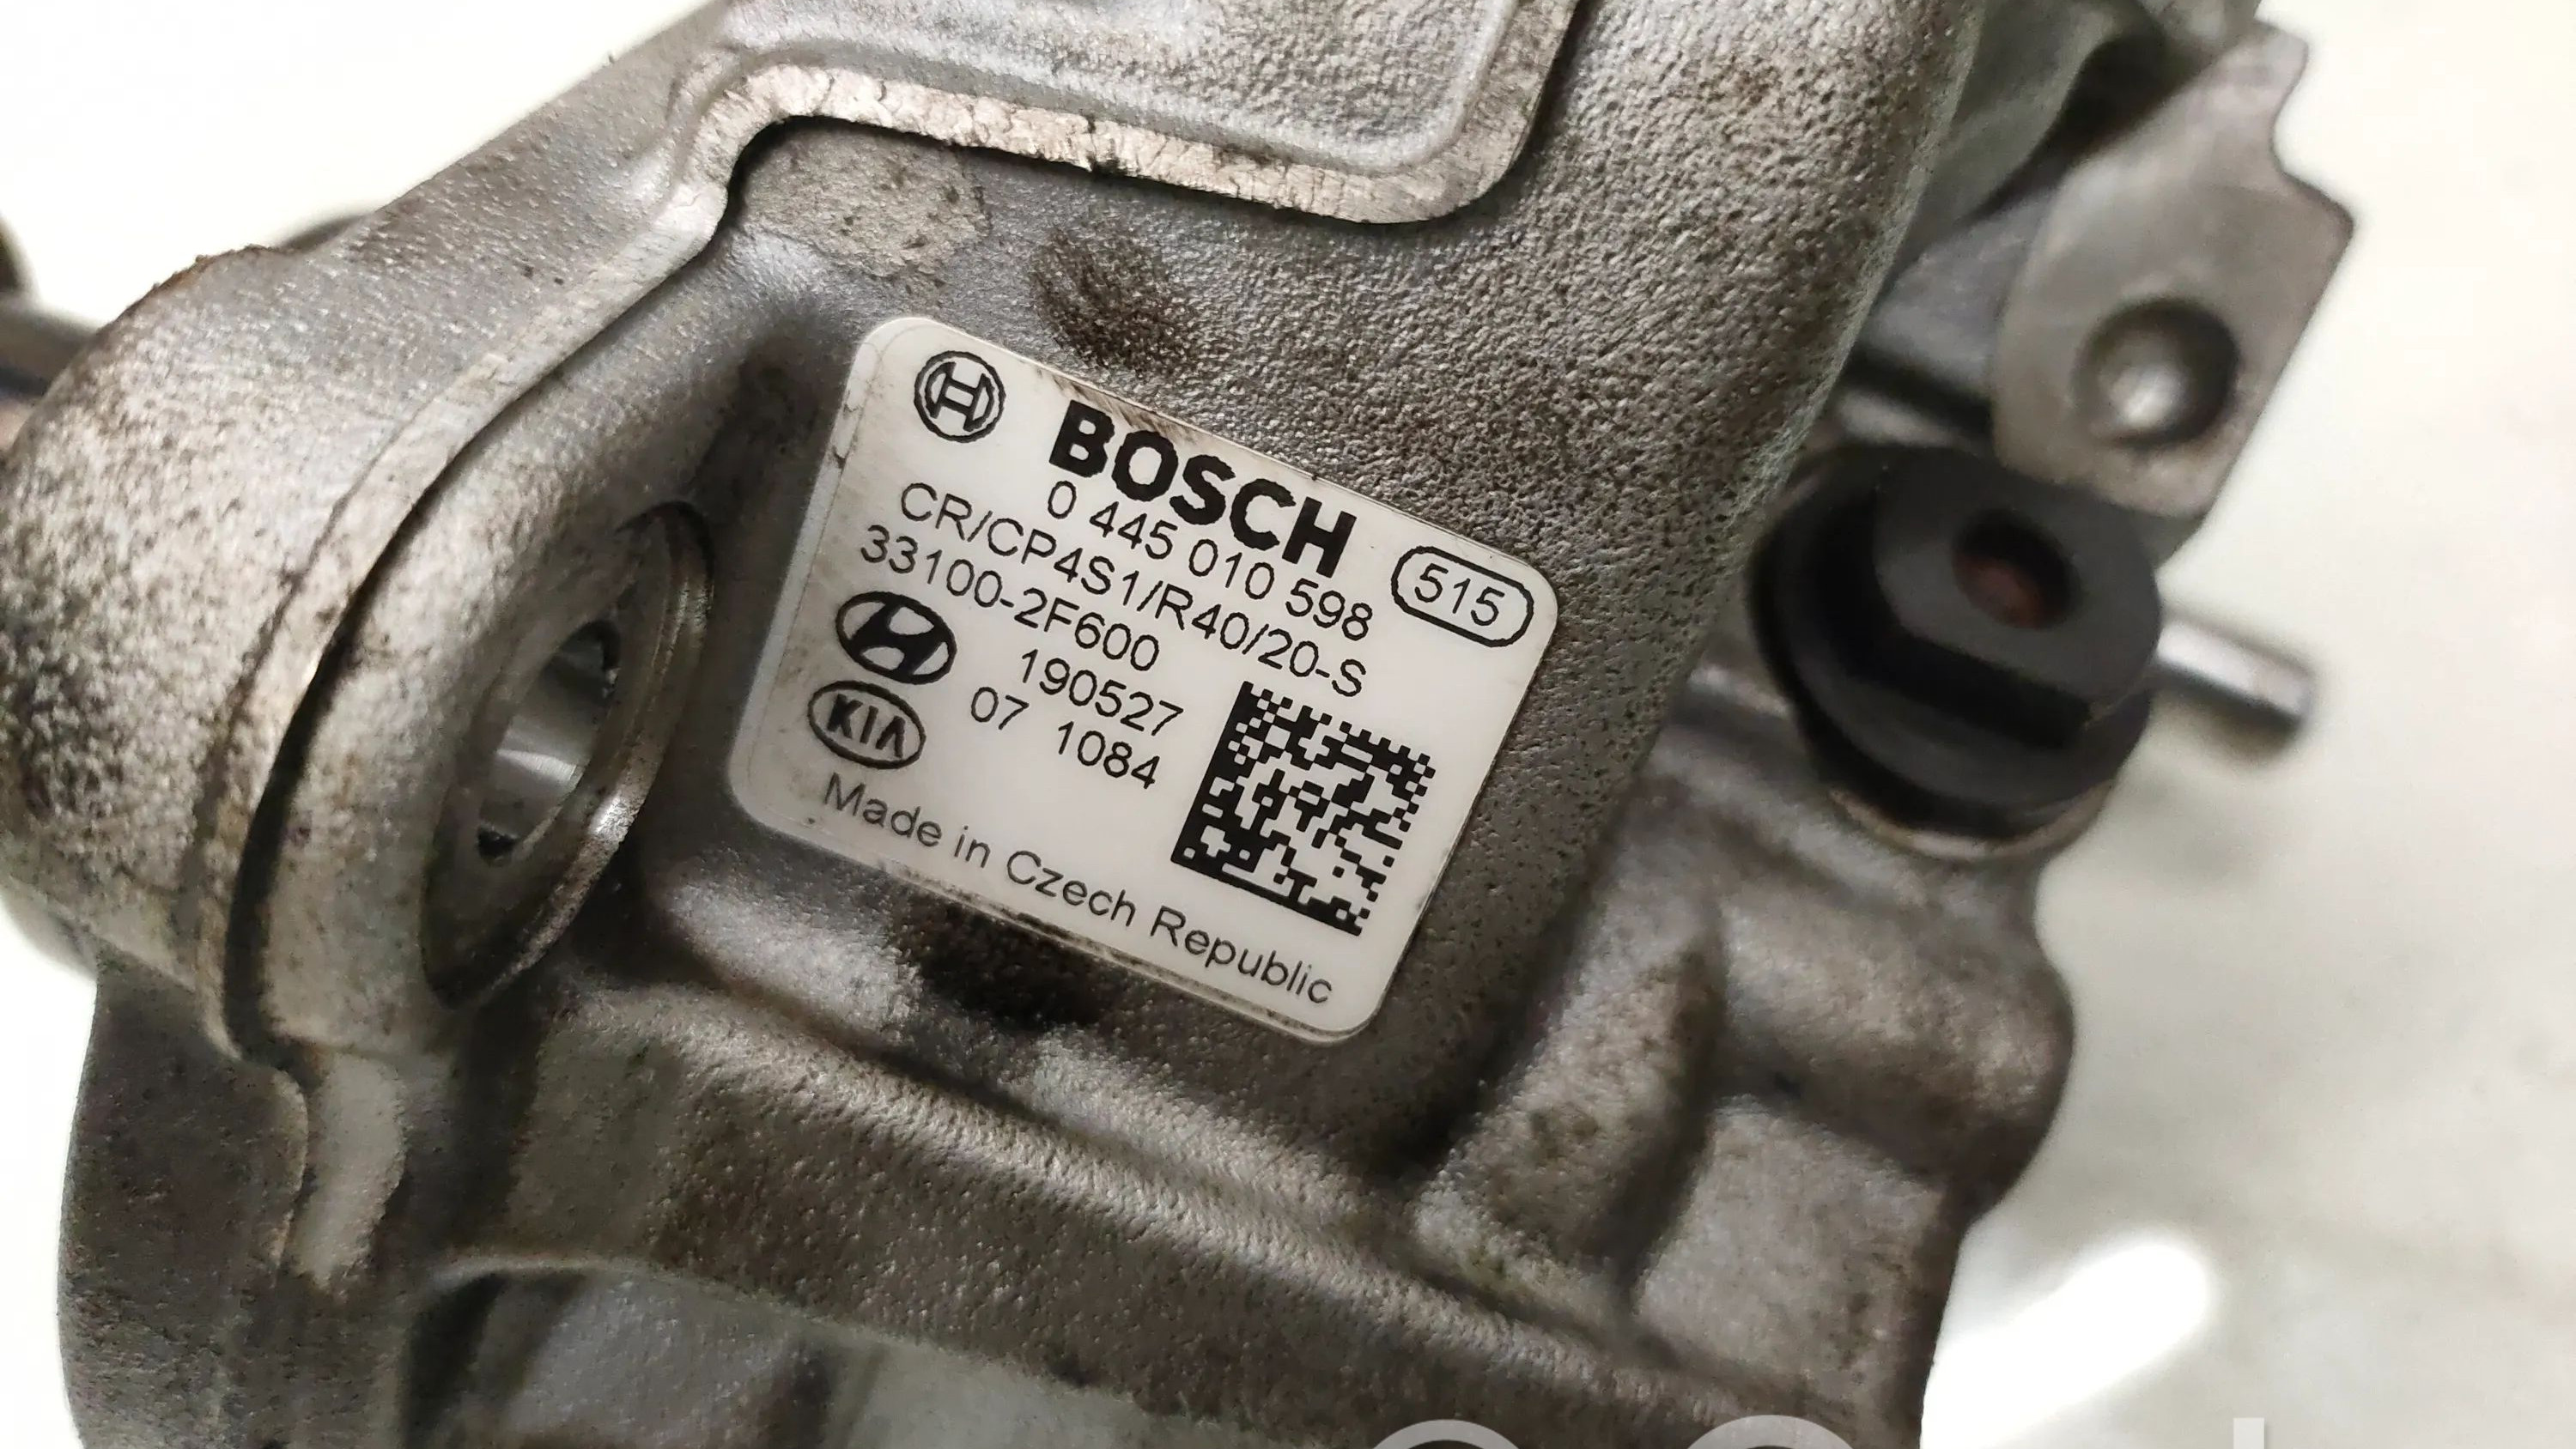 BOSCH
0 445 010 598
515
CR/CP4S1/R40/20-S
33100-2F600
190527
07 1084
KIA
Made in Czech Republic